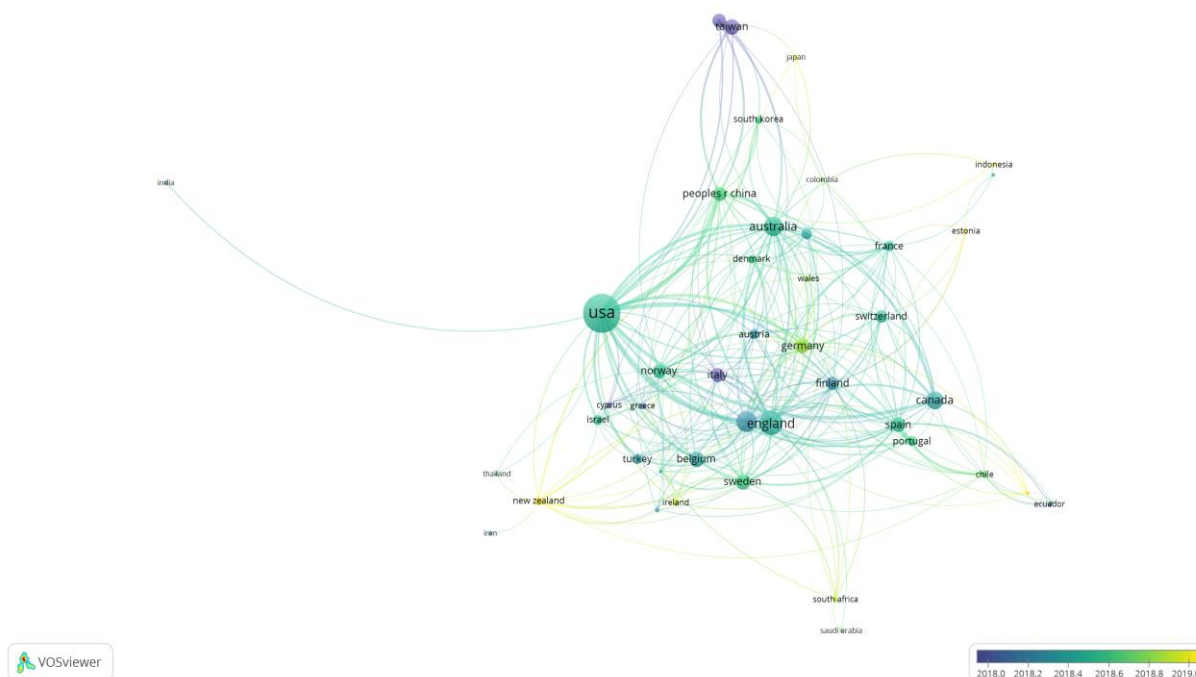 taiwan
japan
south korea
indonesia
colombia
india
peoples r china
australia
estonia
france
denmark
wales
usa
switzerland
austria
germany
norway
italy
finland
canada
cyprus
greece
israel
england
spain
portugal
turkey
belgium
thailand
chile
sweden
new zealand
ireland
ecuador
iran
south africa
saudi arabia
VOSviewer
2018.0 2018.2 2018.4 2018.6 2018.8